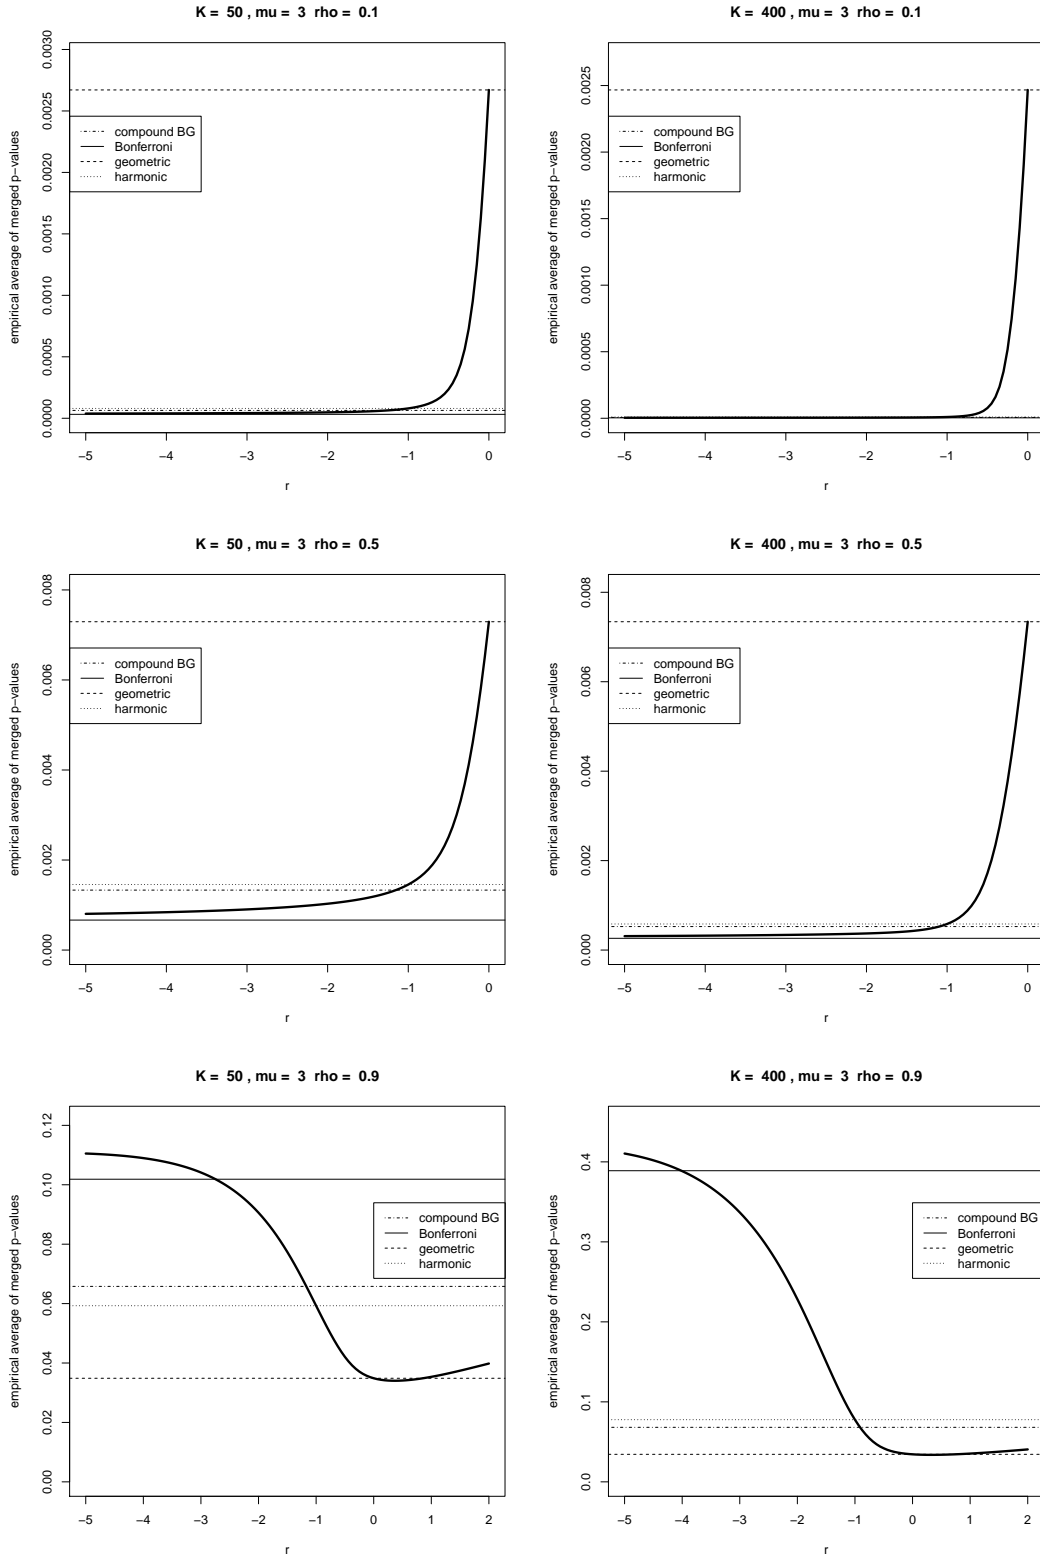 K = 50 , mu = 3 rho = 0.1
empirical average of merged p−values
0.0000 0.0005 0.0010 0.0015 0.0020 0.0025 0.0030
compound BG
Bonferroni
geometric
harmonic
−5 −4 −3 −2 −1 0
r
K = 400 , mu = 3 rho = 0.1
empirical average of merged p−values
0.0000 0.0005 0.0010 0.0015 0.0020 0.0025
compound BG
Bonferroni
geometric
harmonic
−5 −4 −3 −2 −1 0
r
K = 50 , mu = 3 rho = 0.5
empirical average of merged p−values
0.000 0.002 0.004 0.006 0.008
compound BG
Bonferroni
geometric
harmonic
−5 −4 −3 −2 −1 0
r
K = 400 , mu = 3 rho = 0.5
empirical average of merged p−values
0.000 0.002 0.004 0.006 0.008
compound BG
Bonferroni
geometric
harmonic
−5 −4 −3 −2 −1 0
r
K = 50 , mu = 3 rho = 0.9
empirical average of merged p−values
0.00 0.02 0.04 0.06 0.08 0.10 0.12
compound BG
Bonferroni
geometric
harmonic
−5 −4 −3 −2 −1 0 1 2
r
K = 400 , mu = 3 rho = 0.9
empirical average of merged p−values
0.0 0.1 0.2 0.3 0.4
compound BG
Bonferroni
geometric
harmonic
−5 −4 −3 −2 −1 0 1 2
r